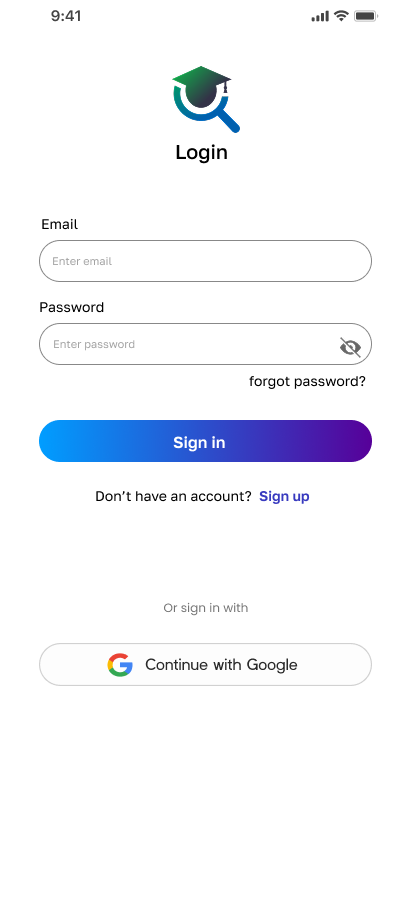 9:41
Login
Email
Enter email
Password
Enter password
forgot password?
Sign in
Don’t have an account? Sign up
Or sign in with
Continue with Google